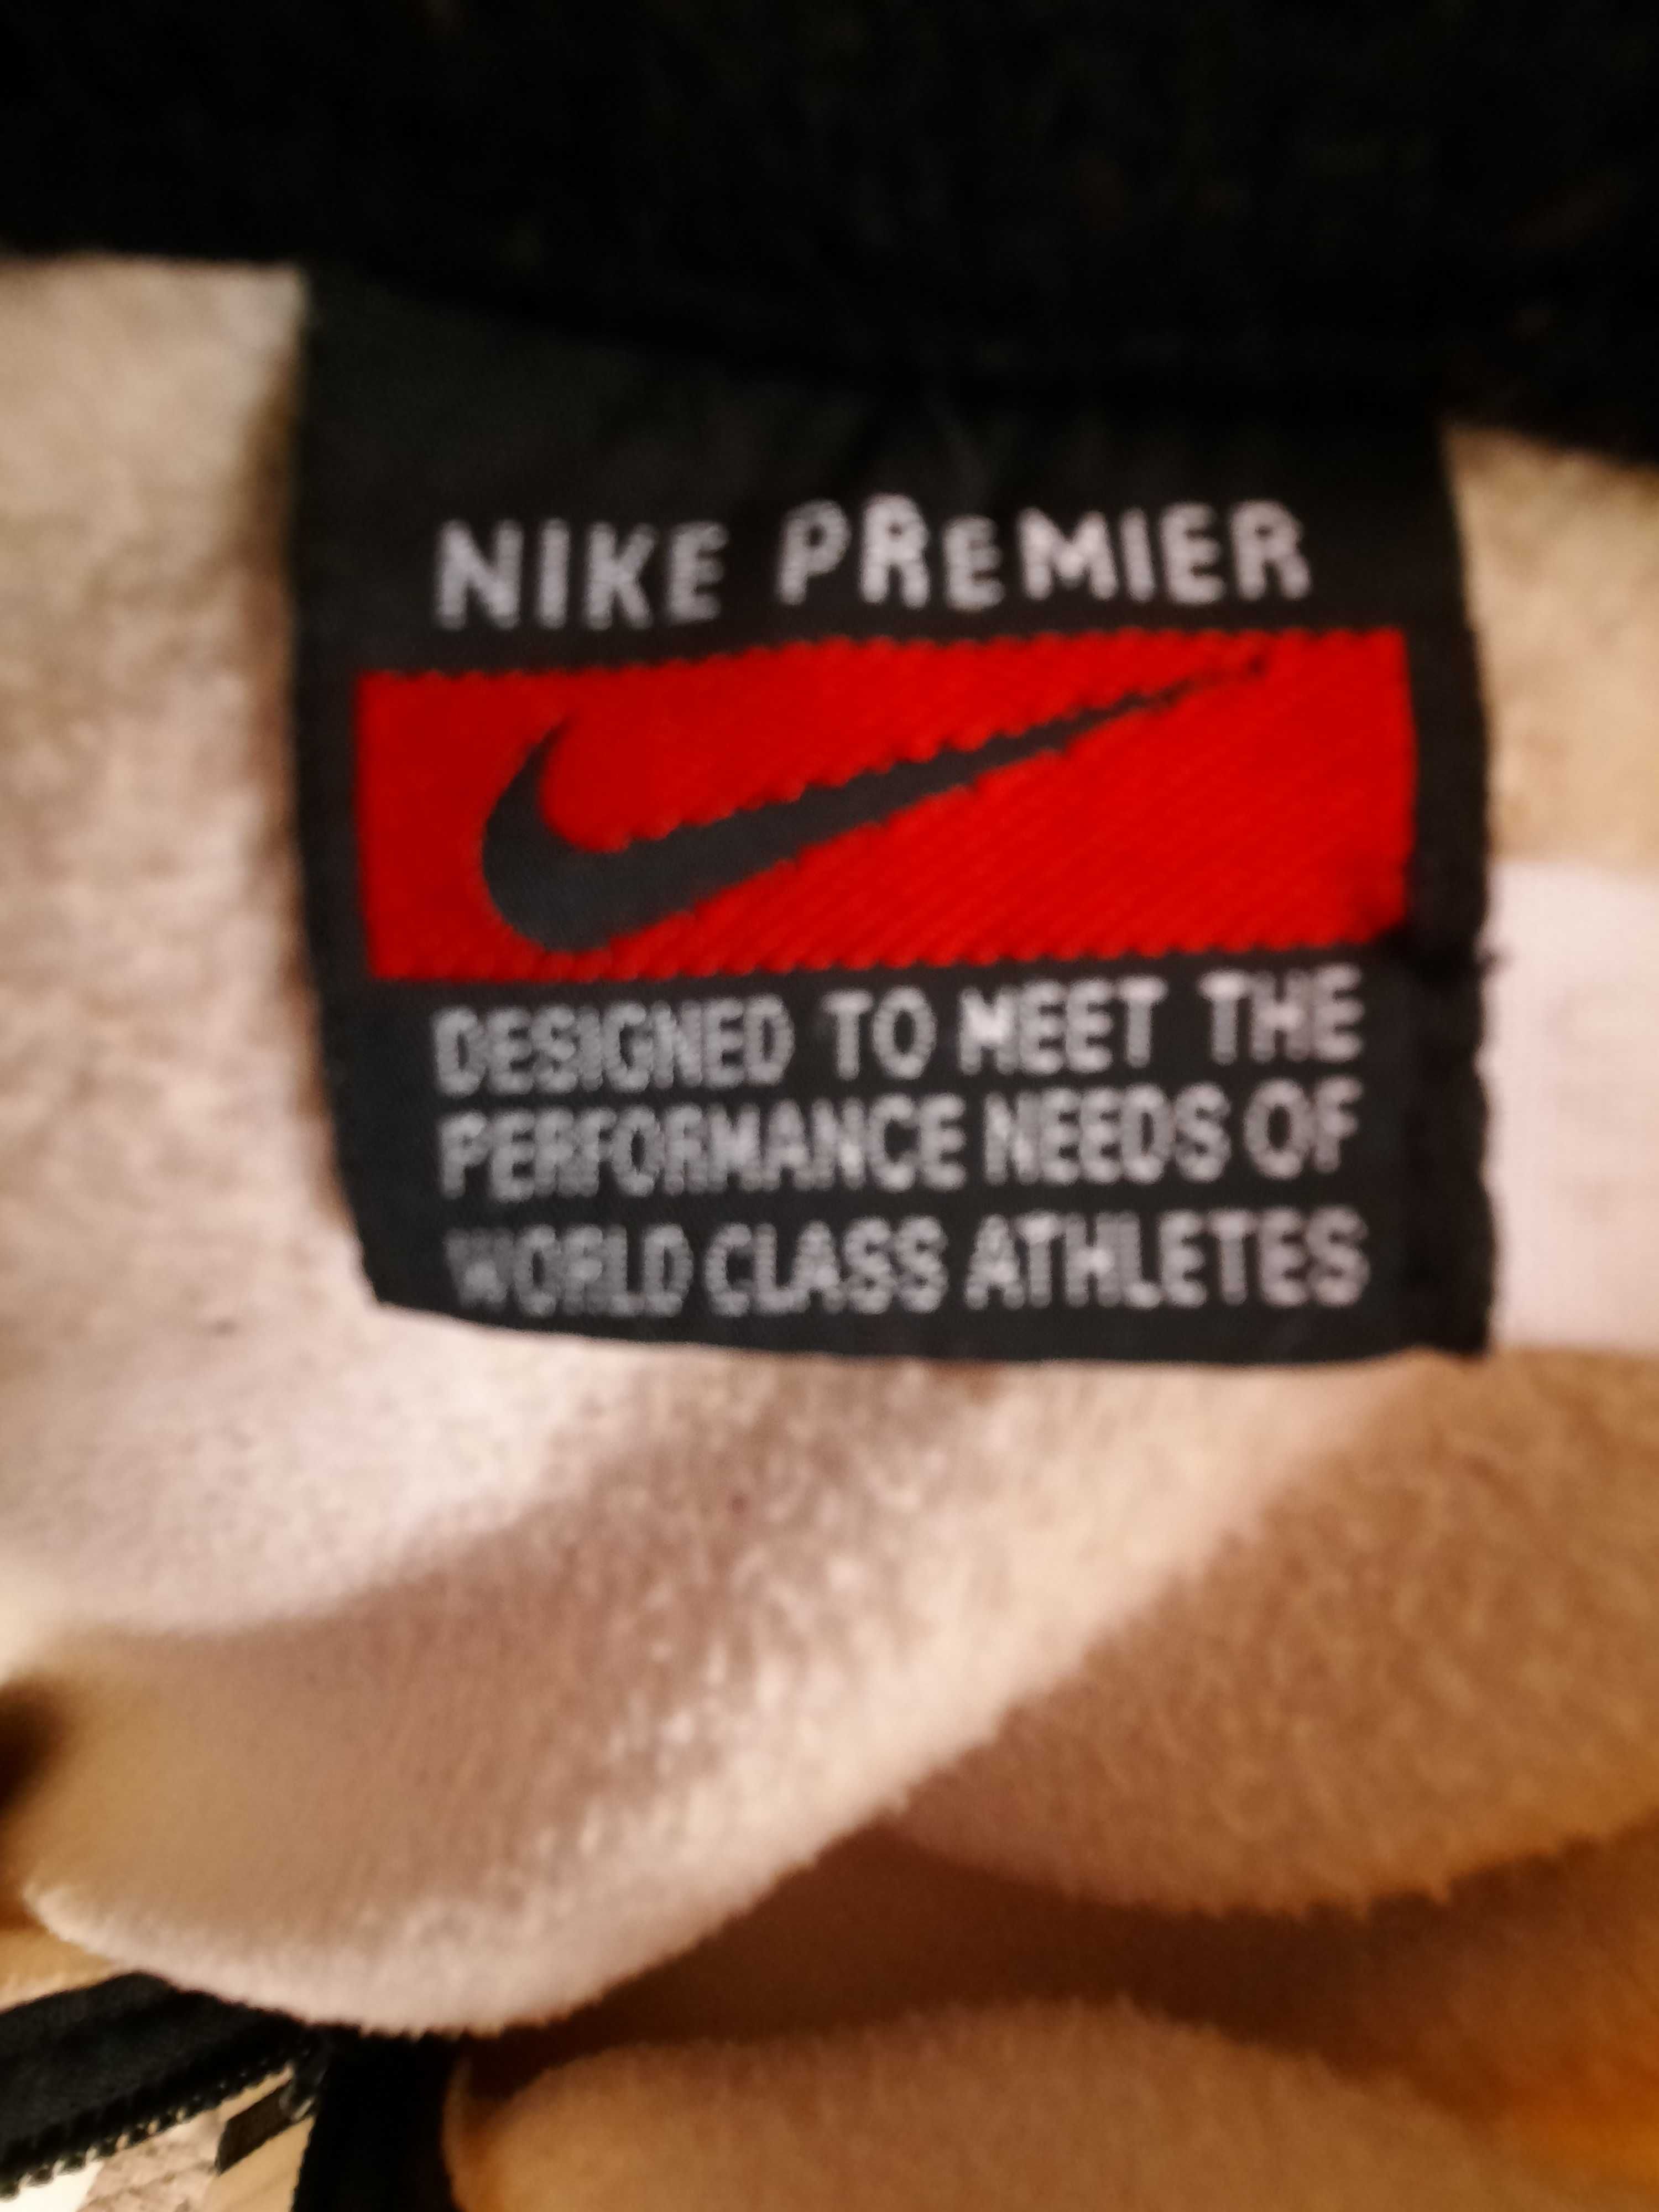 NIKE PREMIER
DESIGNED TO MEET THE
PERFORMANCE NEEDS OF
WORLD CLASS ATHLETES